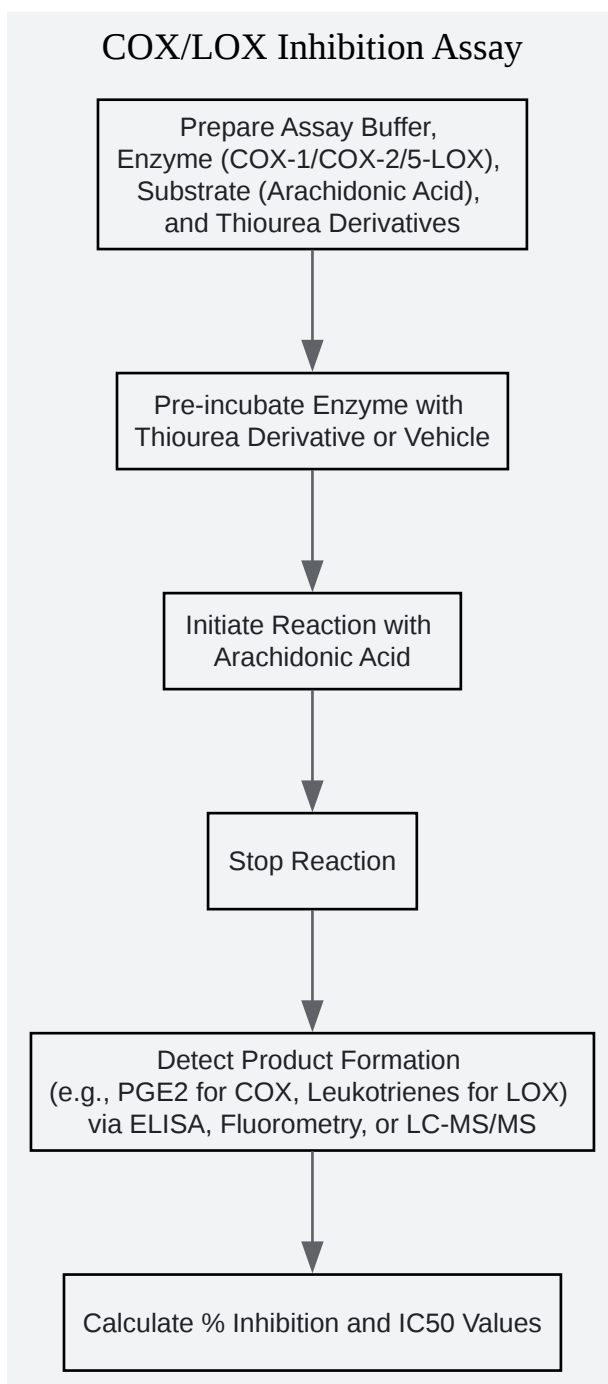 COX/LOX Inhibition Assay
Prepare Assay Buffer,
Enzyme (COX-1/COX-2/5-LOX),
Substrate (Arachidonic Acid),
and Thiourea Derivatives
Pre-incubate Enzyme with
Thiourea Derivative or Vehicle
Initiate Reaction with
Arachidonic Acid
Stop Reaction
Detect Product Formation
(e.g., PGE2 for COX, Leukotrienes for LOX)
via ELISA, Fluorometry, or LC-MS/MS
Calculate % Inhibition and IC50 Values